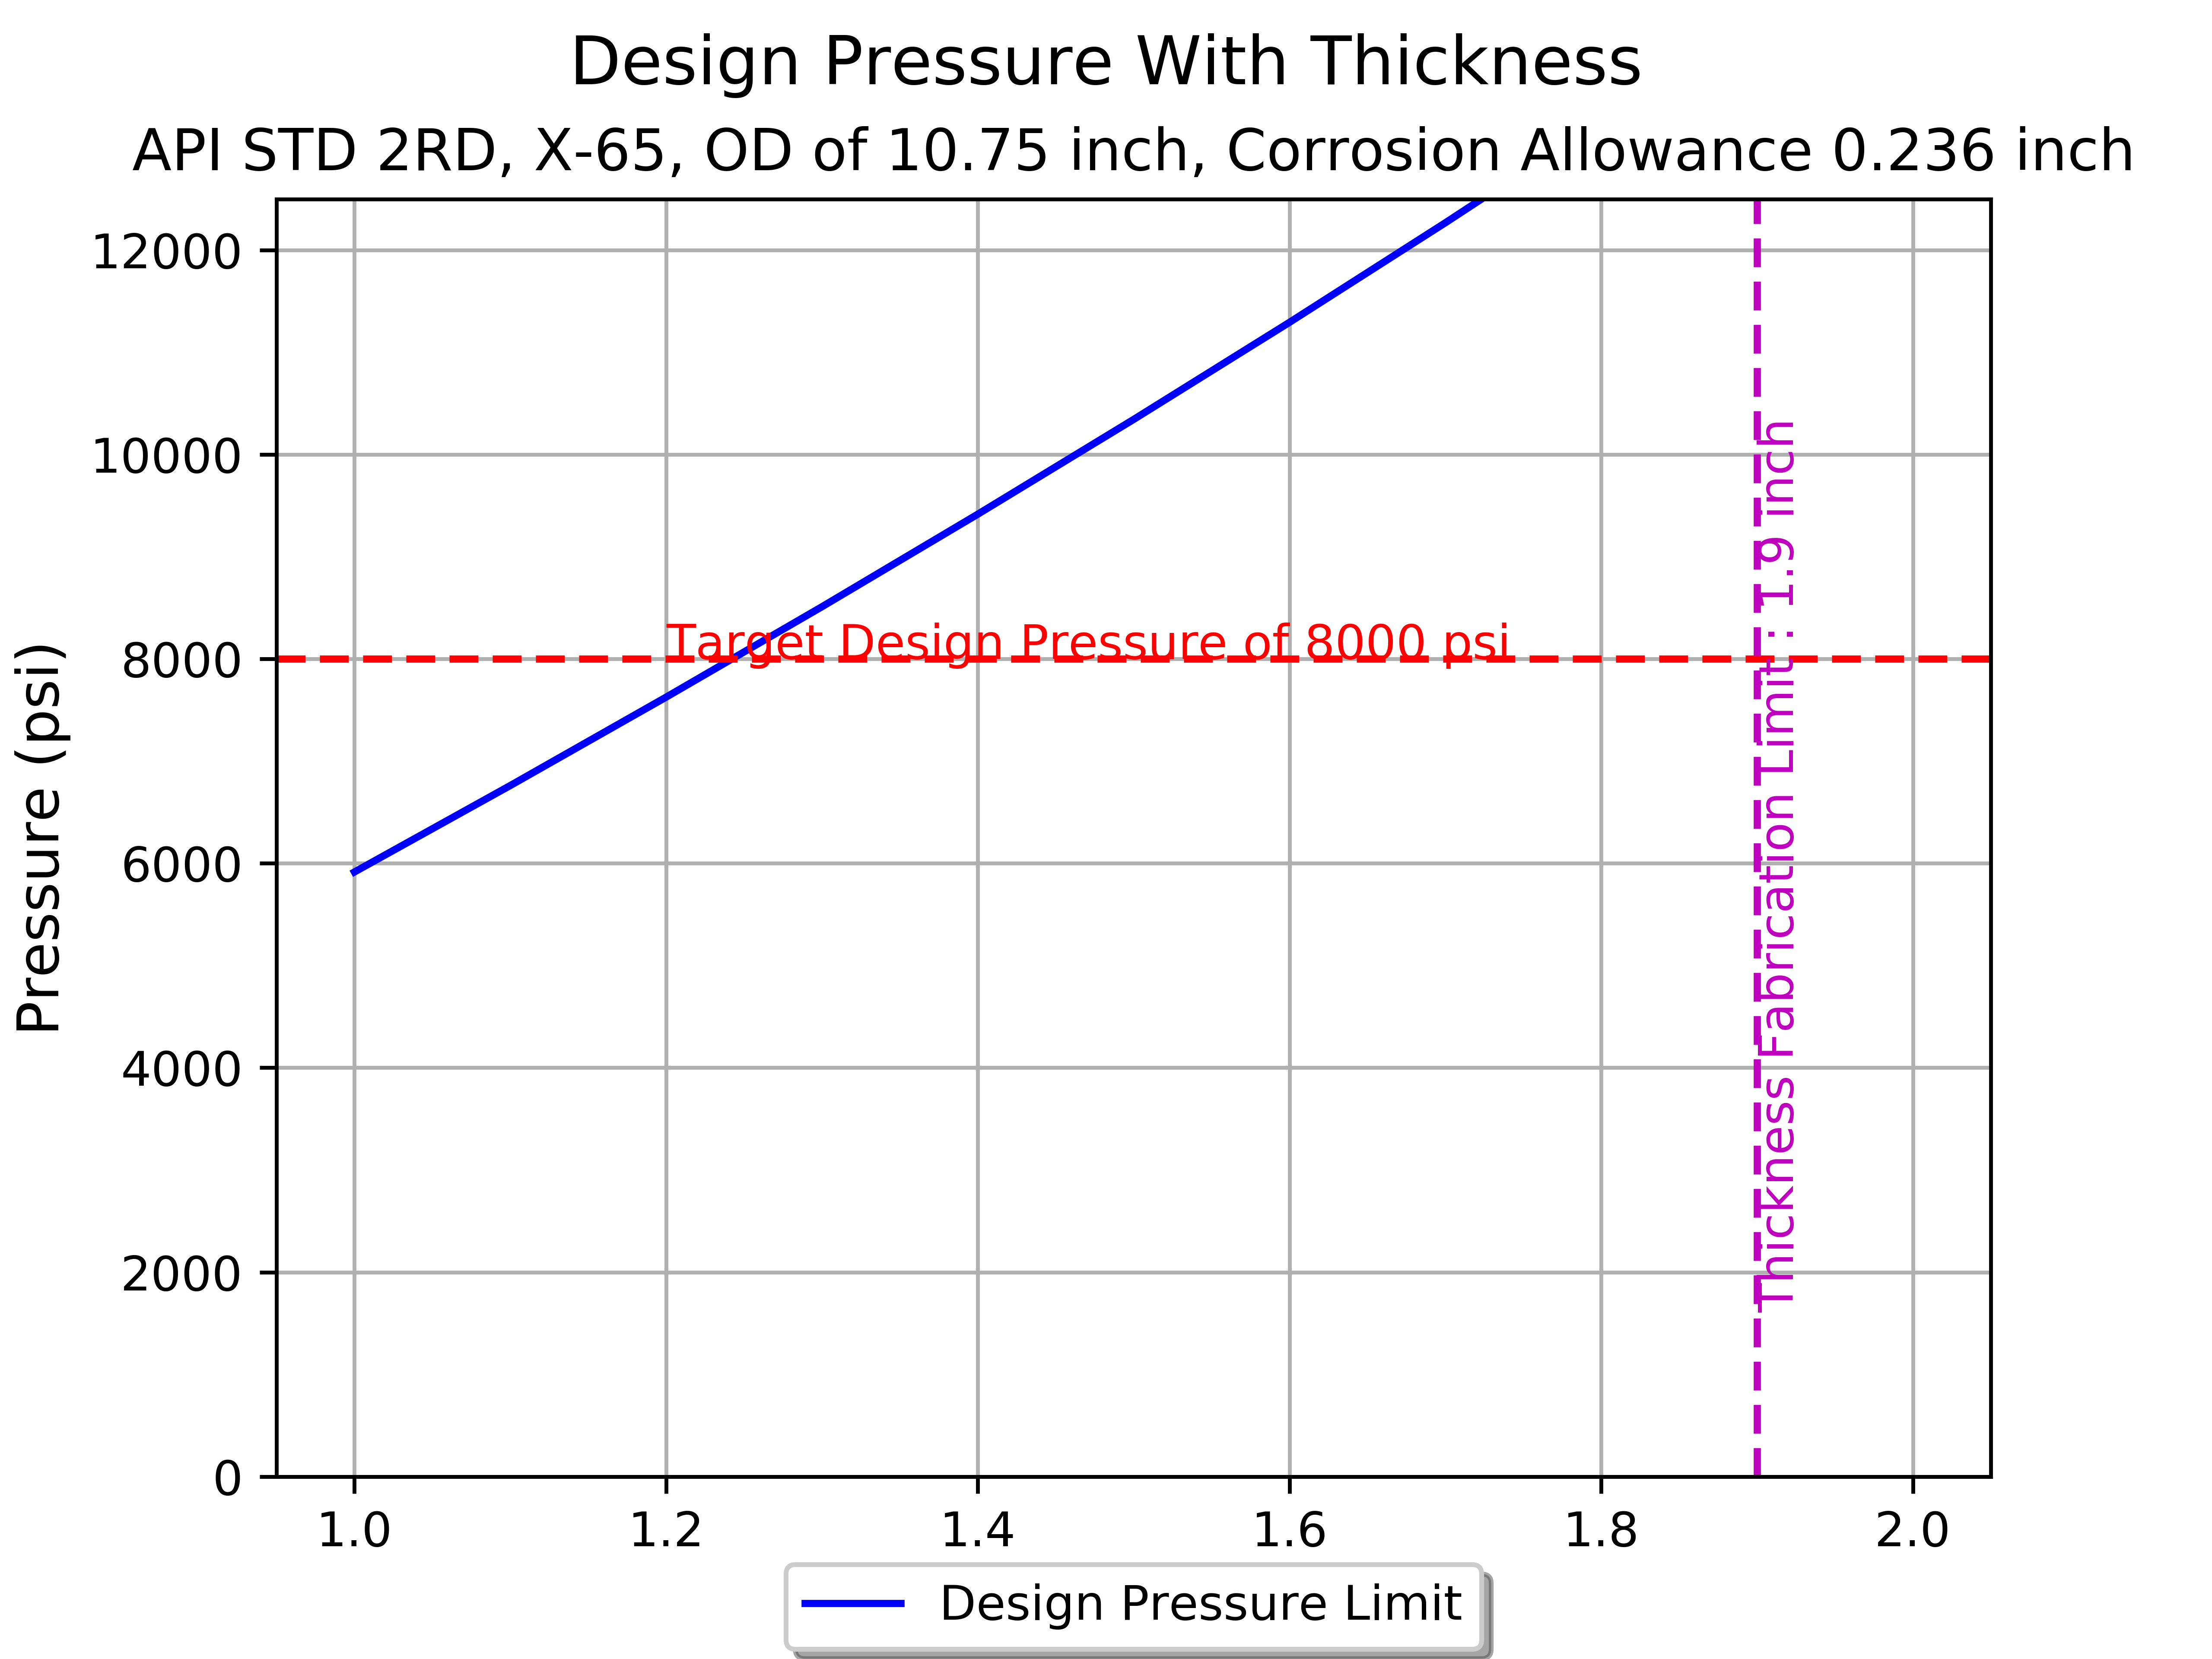 Design Pressure With Thickness
API STD 2RD, X-65, OD of 10.75 inch, Corrosion Allowance 0.236 inch
Pressure (psi)
12000
10000
8000
6000
4000
2000
0
Target Design Pressure of 8000 psi
Thickness Fabrication Limit : 1.9 inch
1.0 1.2 1.4 1.6 1.8 2.0
Design Pressure Limit